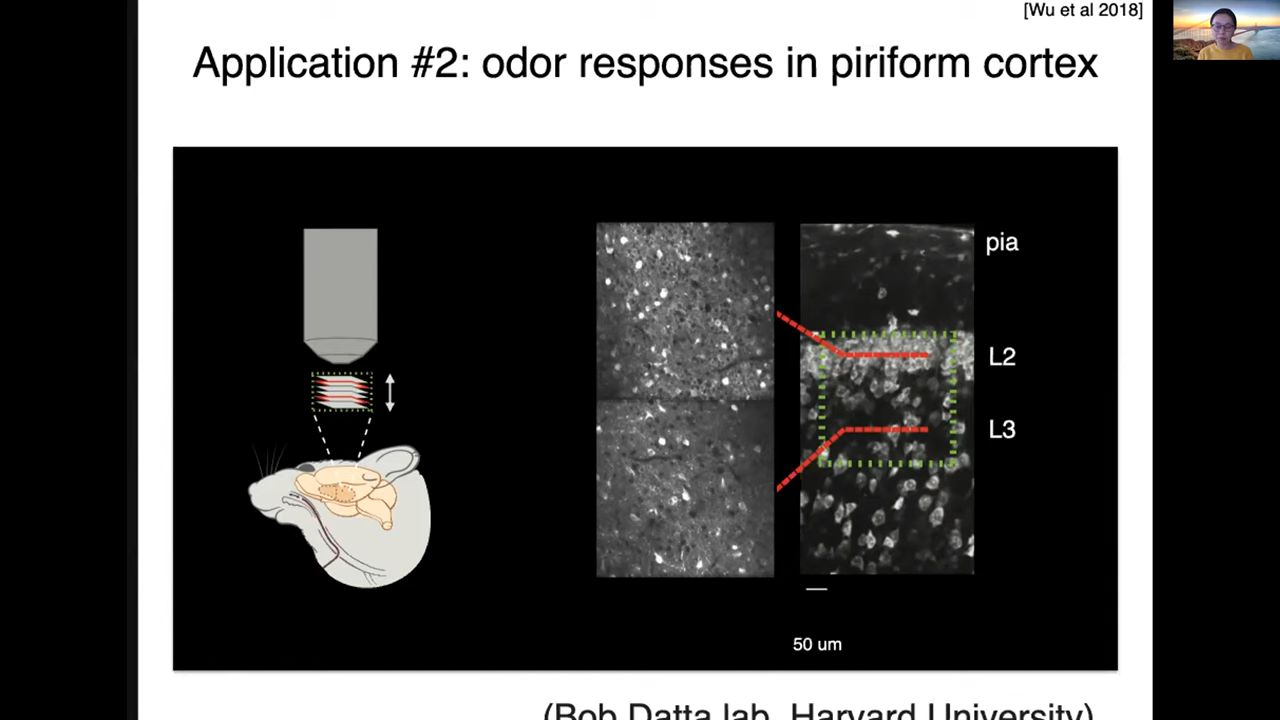 [Wu et al 2018]
Application #2: odor responses in piriform cortex
pia
L2
L3
50 um
(Bob Datta lab, Harvard University)